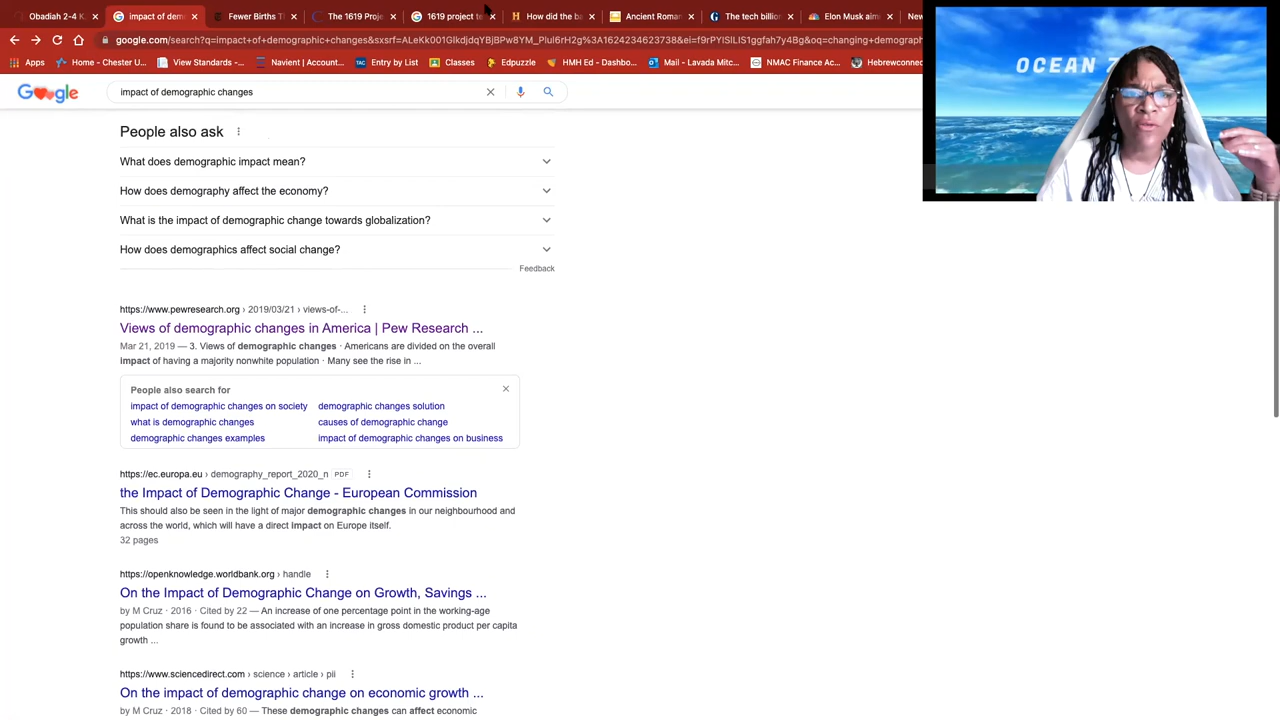 Obadiah 2-4 K
impact of dem
Fewer Births Th
The 1619 Proje
1619 project te
How did the ba
Ancient Roman
The tech billion
Elon Musk aims
New
google.com/search?q=impact+of+demographic+changes&sxsrf=
Apps
Home - Chester U...
View Standards -...
Navient | Account...
Entry by List
Classes
Edpuzzle
HMH Ed - Dashbo...
Mail - Lavada Mitc...
NMAC Finance Ac...
Hebrewconnec
OCEAN
Google
impact of demographic changes
People also ask
What does demographic impact mean?
How does demography affect the economy?
What is the impact of demographic change towards globalization?
How does demographics affect social change?
Feedback
https://www.pewresearch.org › 2019/03/21 › views-of-...
Views of demographic changes in America | Pew Research ...
Mar 21, 2019 — 3. Views of demographic changes · Americans are divided on the overall
impact of having a majority nonwhite population · Many see the rise in ...
People also search for
impact of demographic changes on society
demographic changes solution
what is demographic changes
causes of demographic change
demographic changes examples
impact of demographic changes on business
https://ec.europa.eu › demography_report_2020_n PDF
the Impact of Demographic Change - European Commission
This should also be seen in the light of major demographic changes in our neighbourhood and
across the world, which will have a direct impact on Europe itself.
32 pages
https://openknowledge.worldbank.org › handle
On the Impact of Demographic Change on Growth, Savings ...
by M Cruz · 2016 · Cited by 22 — An increase of one percentage point in the working-age
population share is found to be associated with an increase in gross domestic product per capita
growth ...
https://www.sciencedirect.com › science › article › pii
On the impact of demographic change on economic growth ...
by M Cruz · 2018 · Cited by 60 — These demographic changes can affect economic